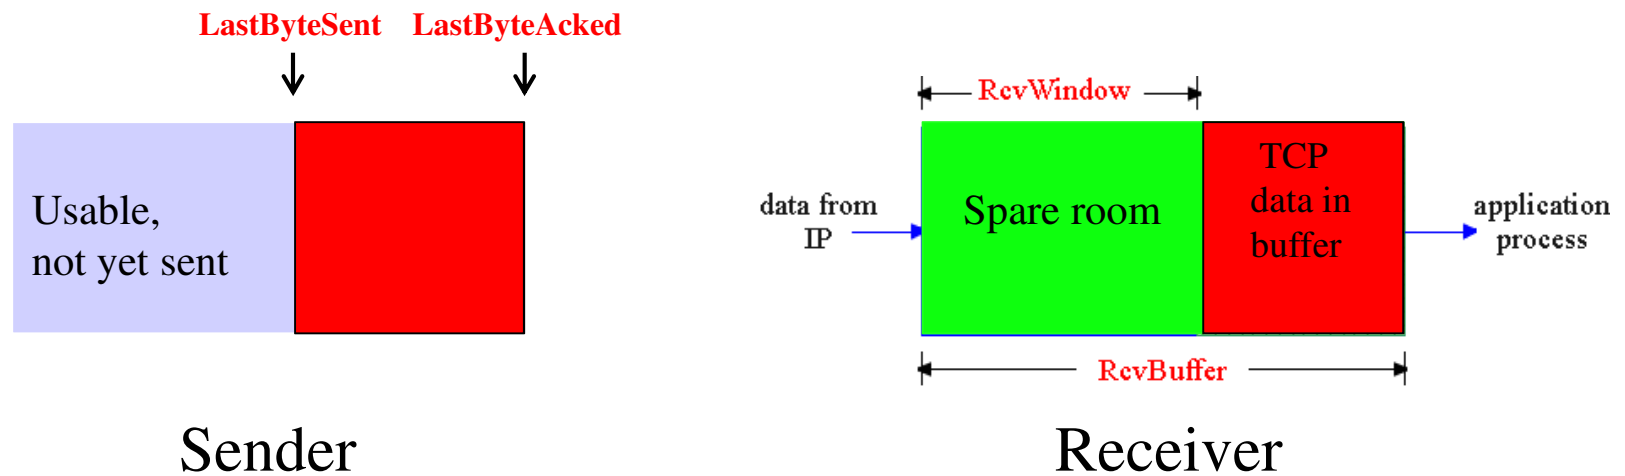 LastByteSent LastByteAcked
Usable,
not yet sent
Sender
RcvWindow
data from
IP
Spare room
TCP
data in
buffer
application
process
RcvBuffer
Receiver